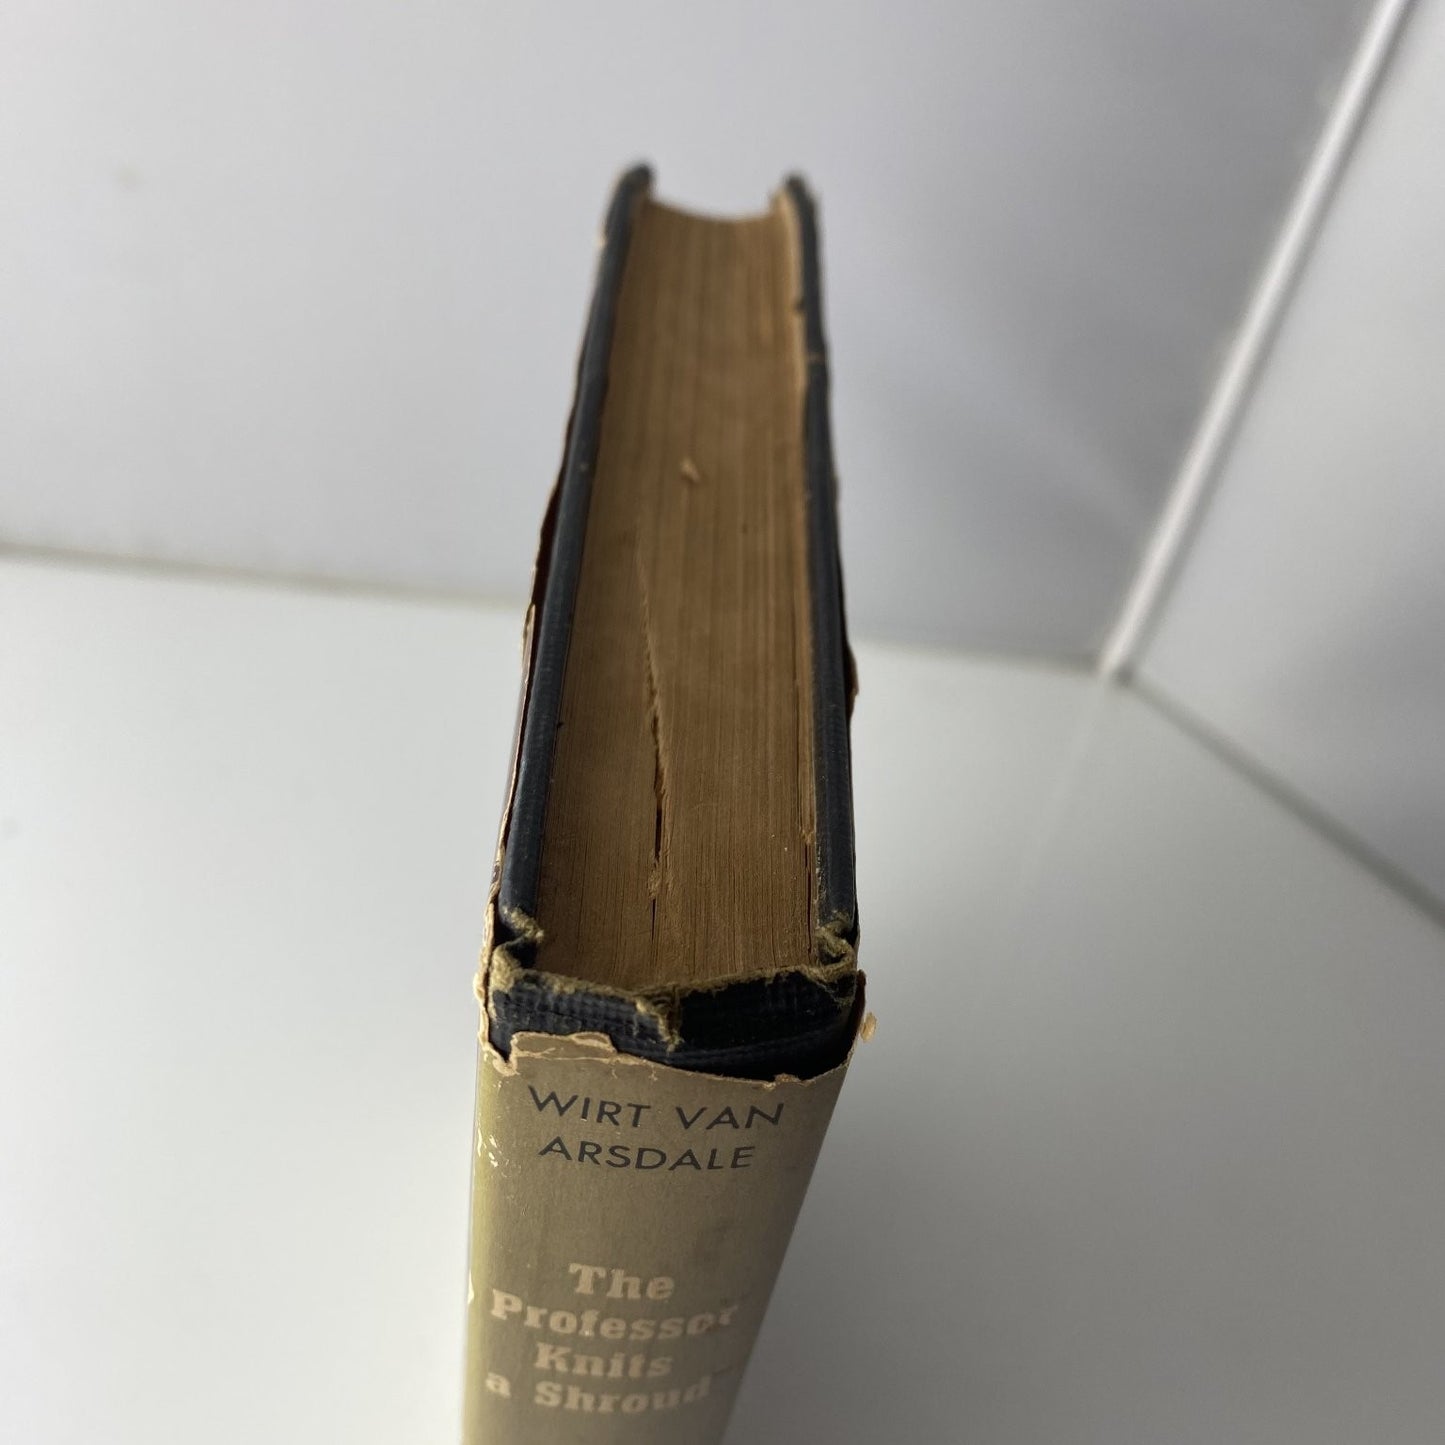 WIRT VAN
ARSDALE
The
Professor
Knits
a Shroud